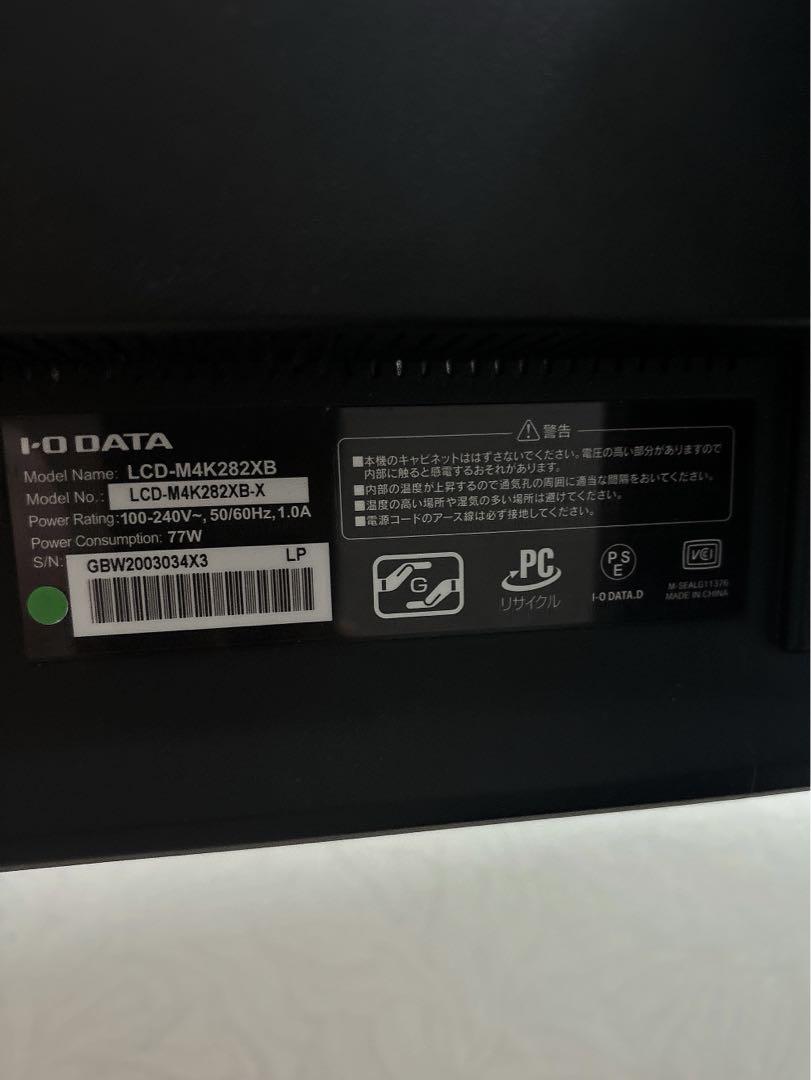 I-O DATA
Model Name: LCD-M4K282XB
Model No.: LCD-M4K282XB-X
Power Rating:100-240V~, 50/60Hz,1.0A
Power Consumption: 77W
S/N: GBW2003034X3 LP
⚠警告
■本機のキャビネットははずさないでください。電圧の高い部分がありますので
内部に触ると感電するおそれがあります。
■内部の温度が上昇するので通気孔の周囲に適当な間隔をおいてください。
■温度の高い場所や湿気の多い場所は避けてください。
■電源コードのアース線は必ず接地してください。
G
PC
リサイクル
PS
E
I-O DATA.D
VCI
M-SEALG11376
MADE IN CHINA